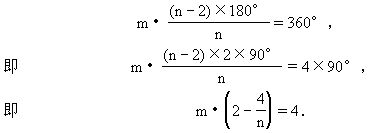 m·(n-2)×180°/n=360°，
即 m·(n-2)×2×90°/n=4×90°，
即 m·(2-4/n)=4.